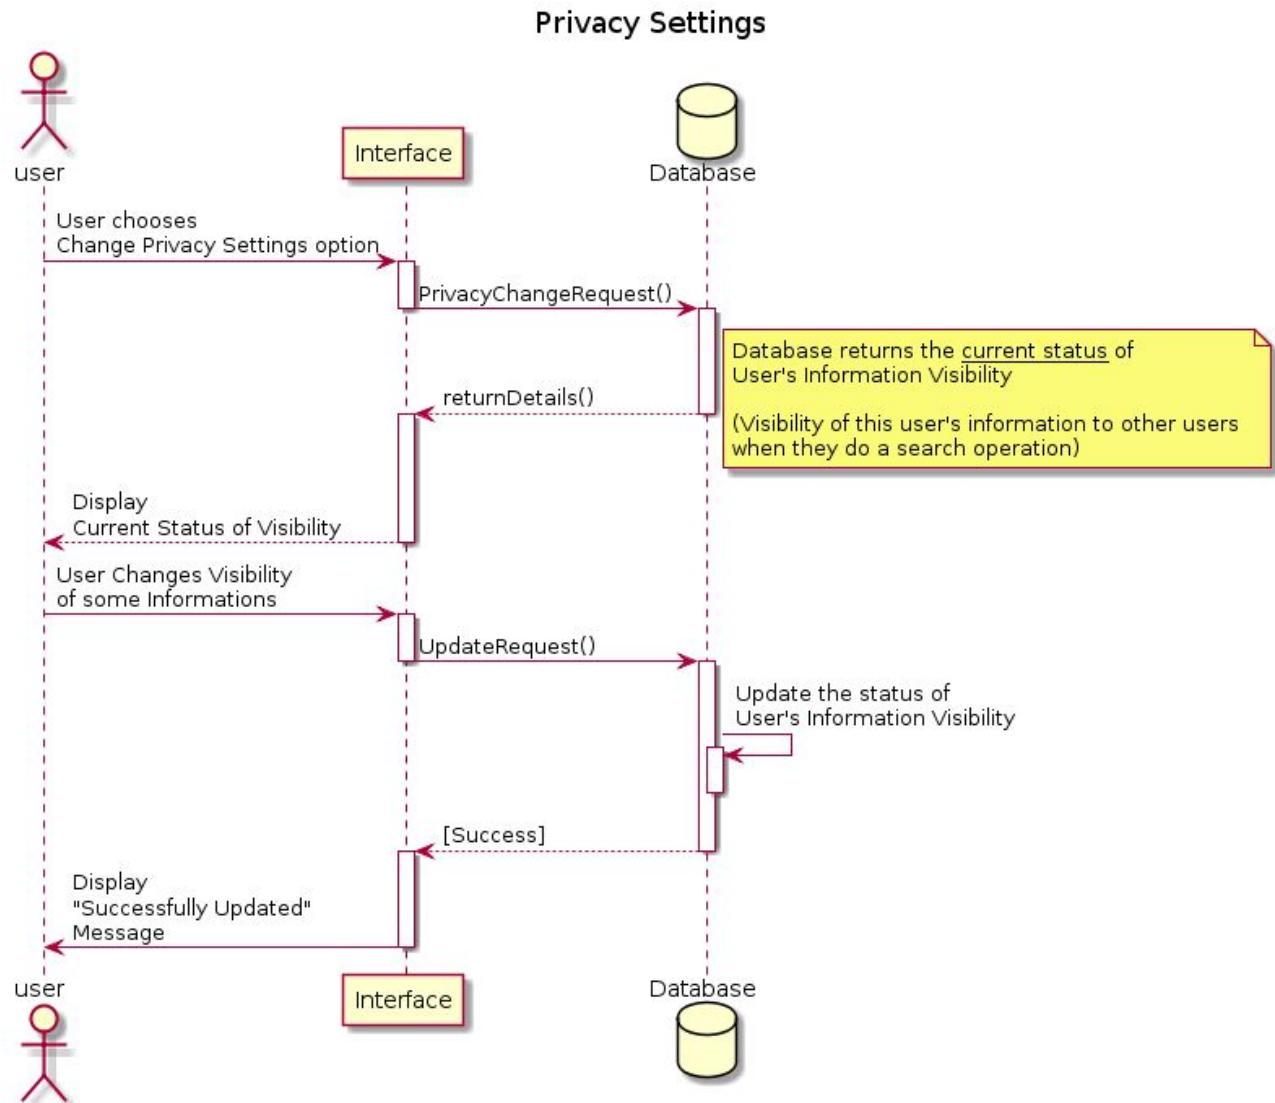 Privacy Settings
user
Interface
Database
User chooses
Change Privacy Settings option
PrivacyChangeRequest()
Database returns the current status of
User's Information Visibility
(Visibility of this user's information to other users
when they do a search operation)
returnDetails()
Display
Current Status of Visibility
User Changes Visibility
of some Informations
UpdateRequest()
Update the status of
User's Information Visibility
[Success]
Display
"Successfully Updated"
Message
user
Interface
Database